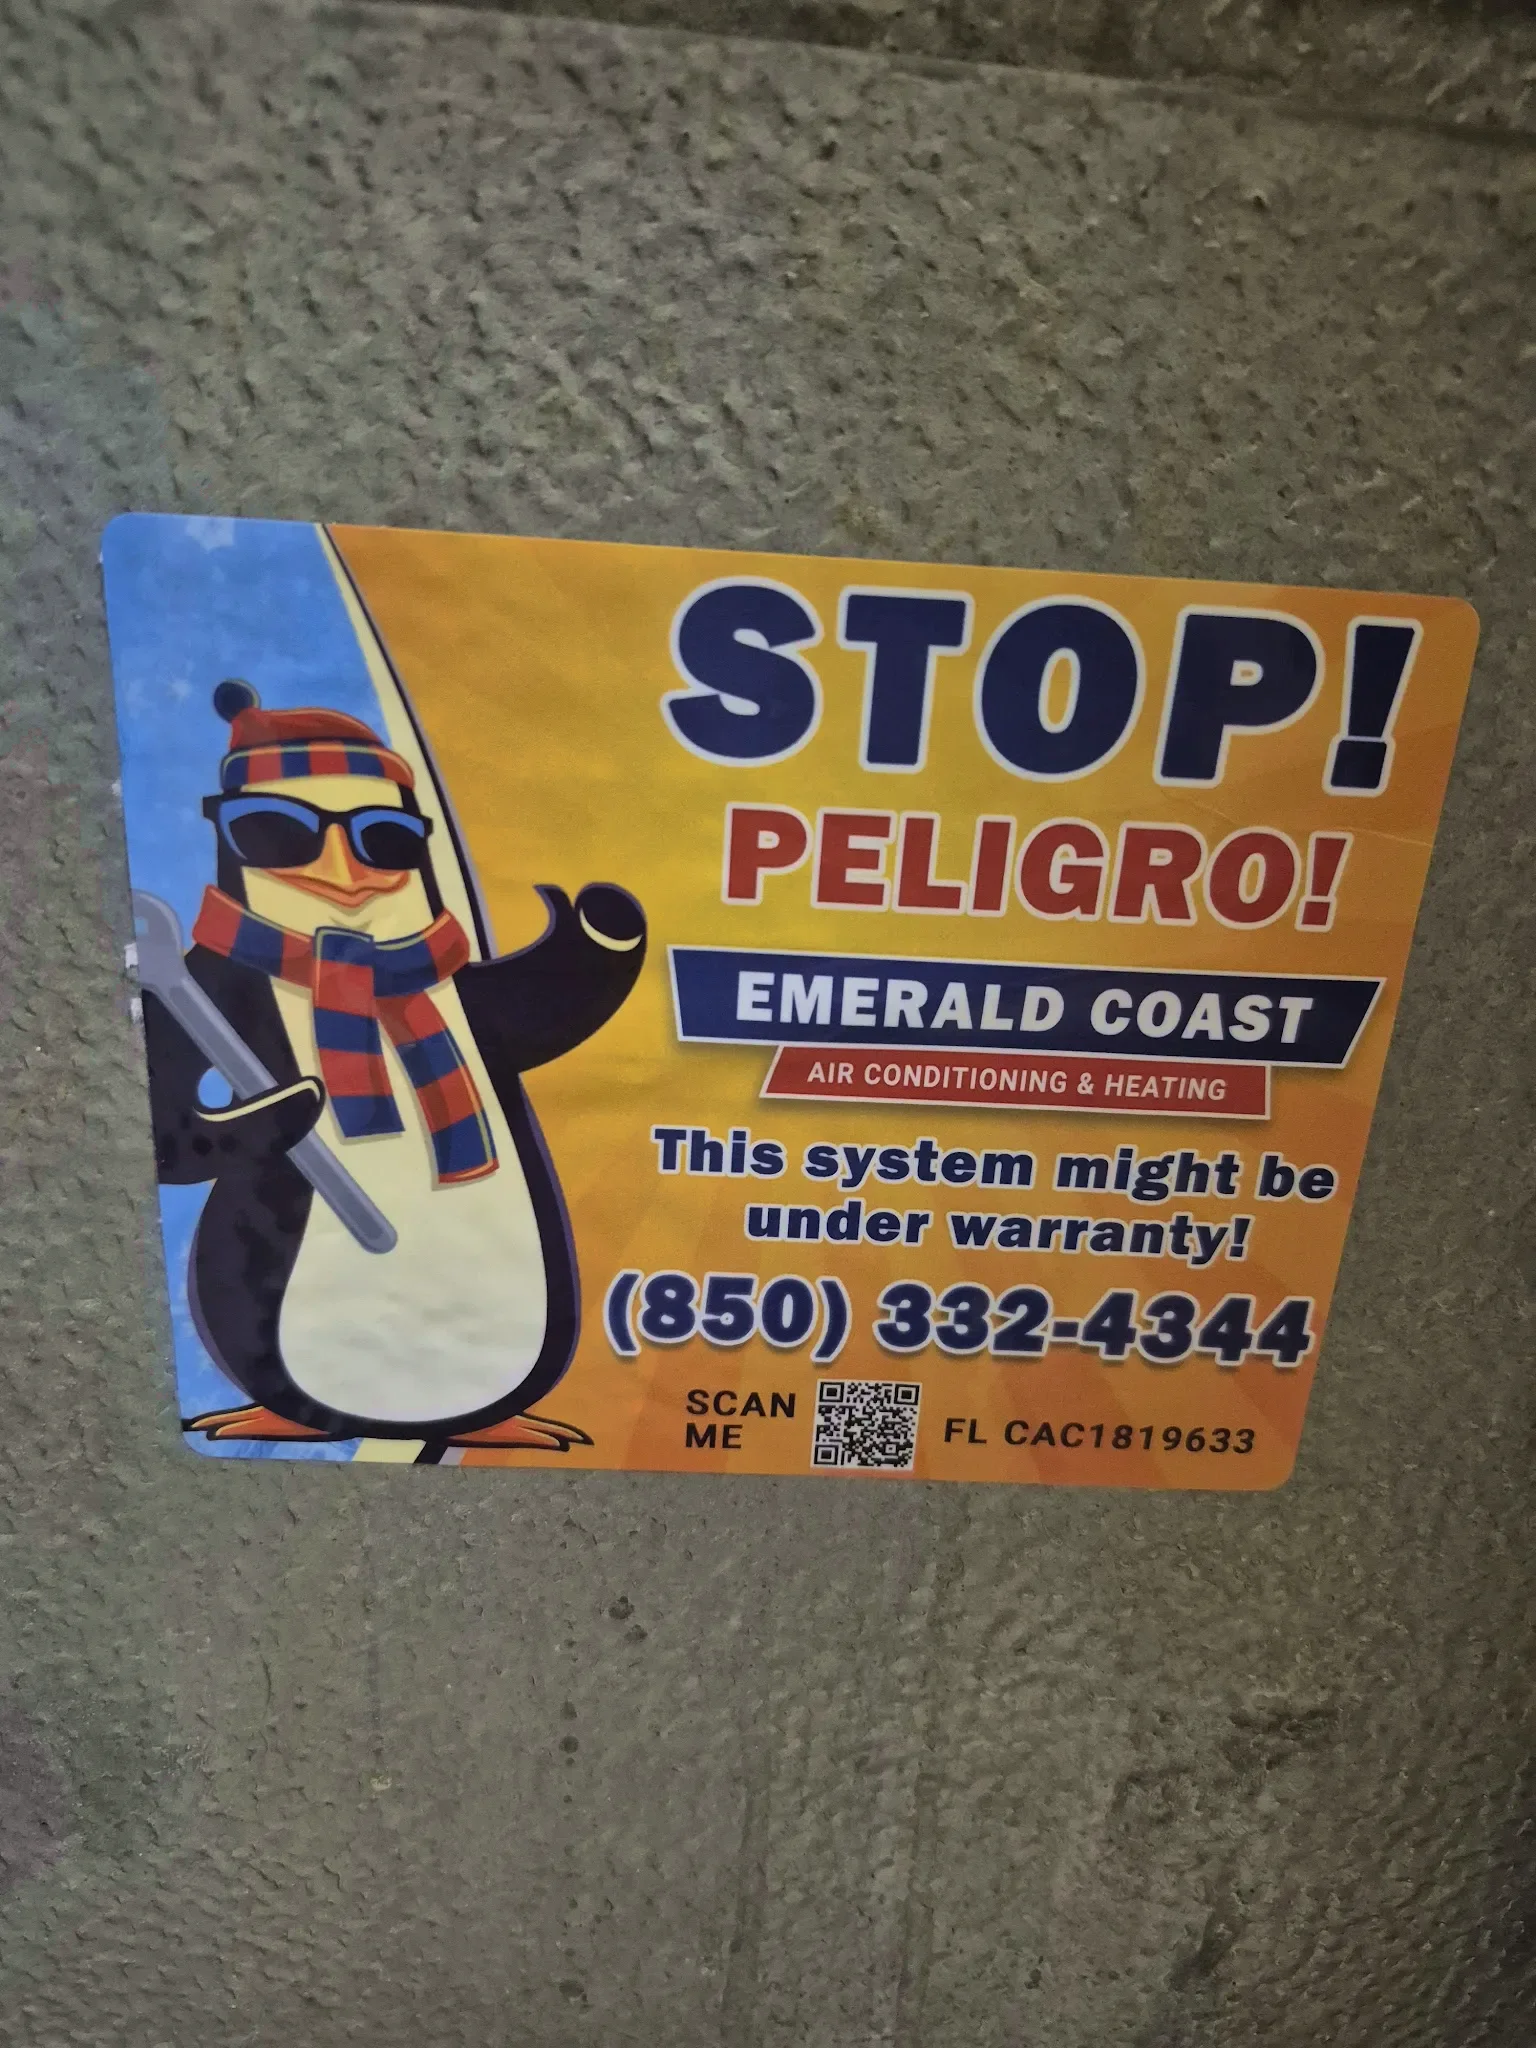 STOP!
PELIGRO!
EMERALD COAST
AIR CONDITIONING & HEATING
This system might be
under warranty!
(850) 332-4344
SCAN
ME
FL CAC1819633